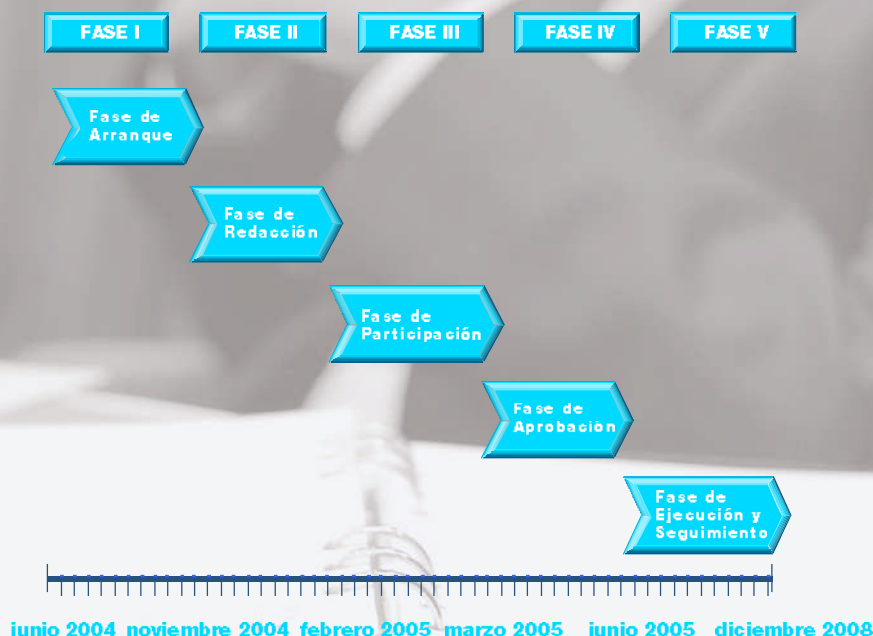 FASE I FASE II FASE III FASE IV FASE V
Fase de
Arranque
Fase de
Redacción
Fase de
Participación
Fase de
Aprobación
Fase de
Ejecución y
Seguimiento
junio 2004 noviembre 2004 febrero 2005 marzo 2005 junio 2005 diciembre 2008